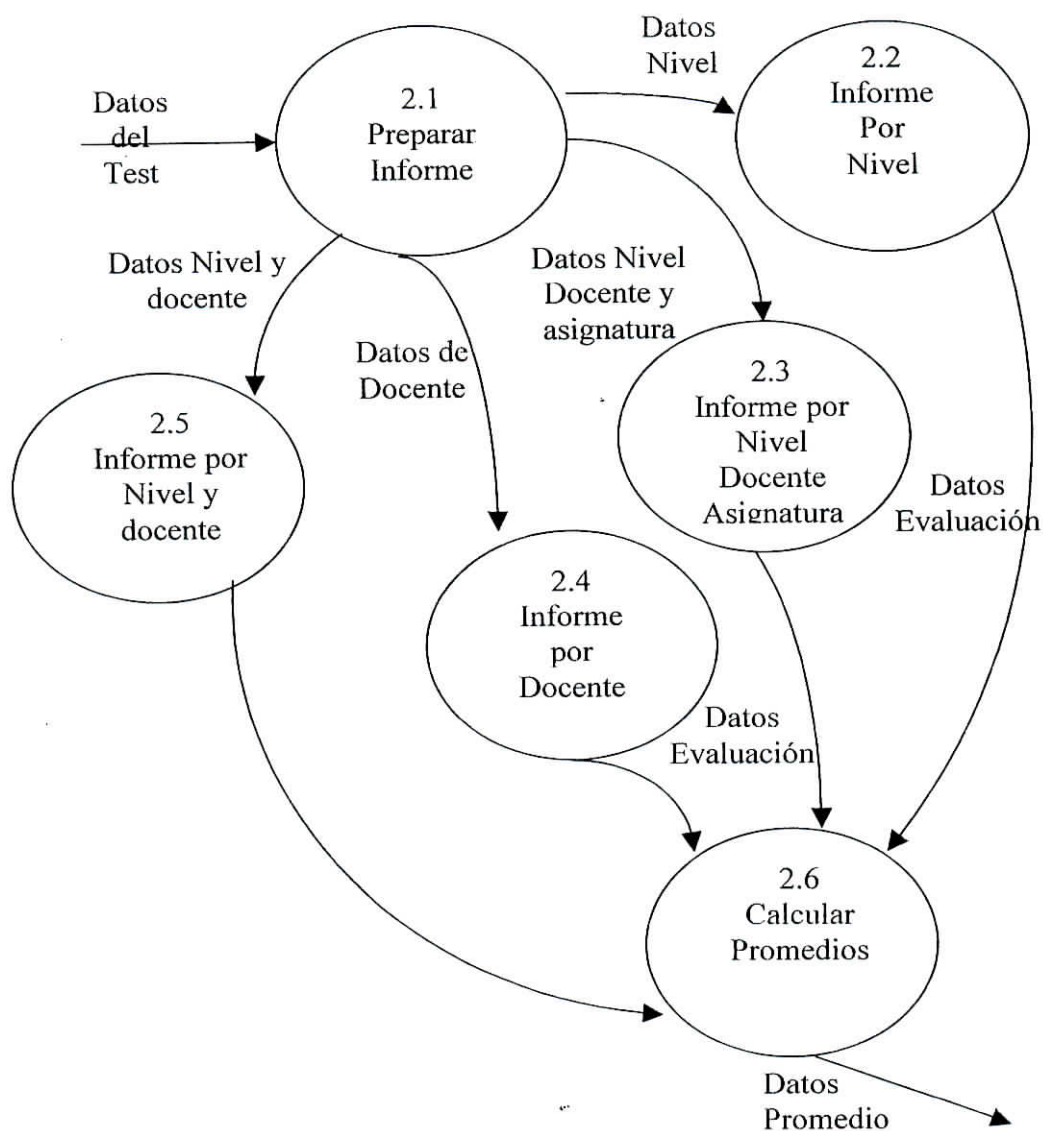 Datos
Nivel
2.2
Informe
Por
Nivel
2.1
Preparar
Informe
Datos
del
Test
Datos Nivel y
docente
Datos Nivel
Docente y
asignatura
Datos de
Docente
2.3
Informe por
Nivel
Docente
Asignatura
2.5
Informe por
Nivel y
docente
Datos
Evaluación
2.4
Informe
por
Docente
Datos
Evaluación
2.6
Calcular
Promedios
Datos
Promedio